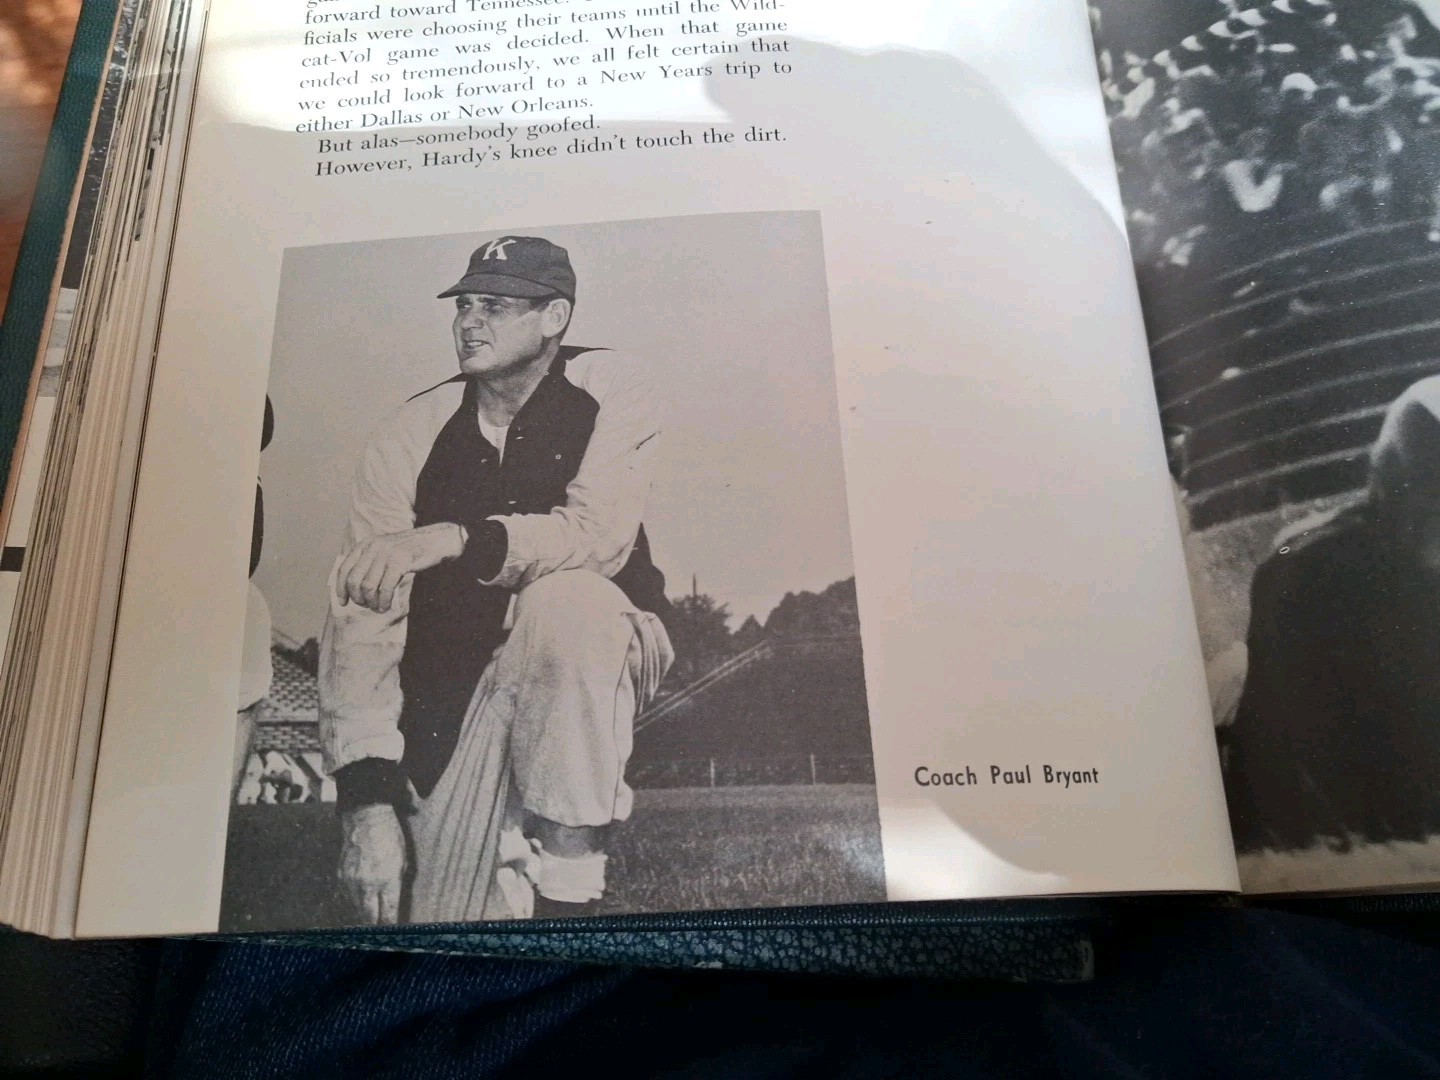 forward toward Tennessee.
ficials were choosing their teams until the Wild-
cat-Vol game was decided. When that game
ended so tremendously, we all felt certain that
we could look forward to a New Years trip to
either Dallas or New Orleans.
But alas—somebody goofed.
However, Hardy's knee didn't touch the dirt.
K
Coach Paul Bryant